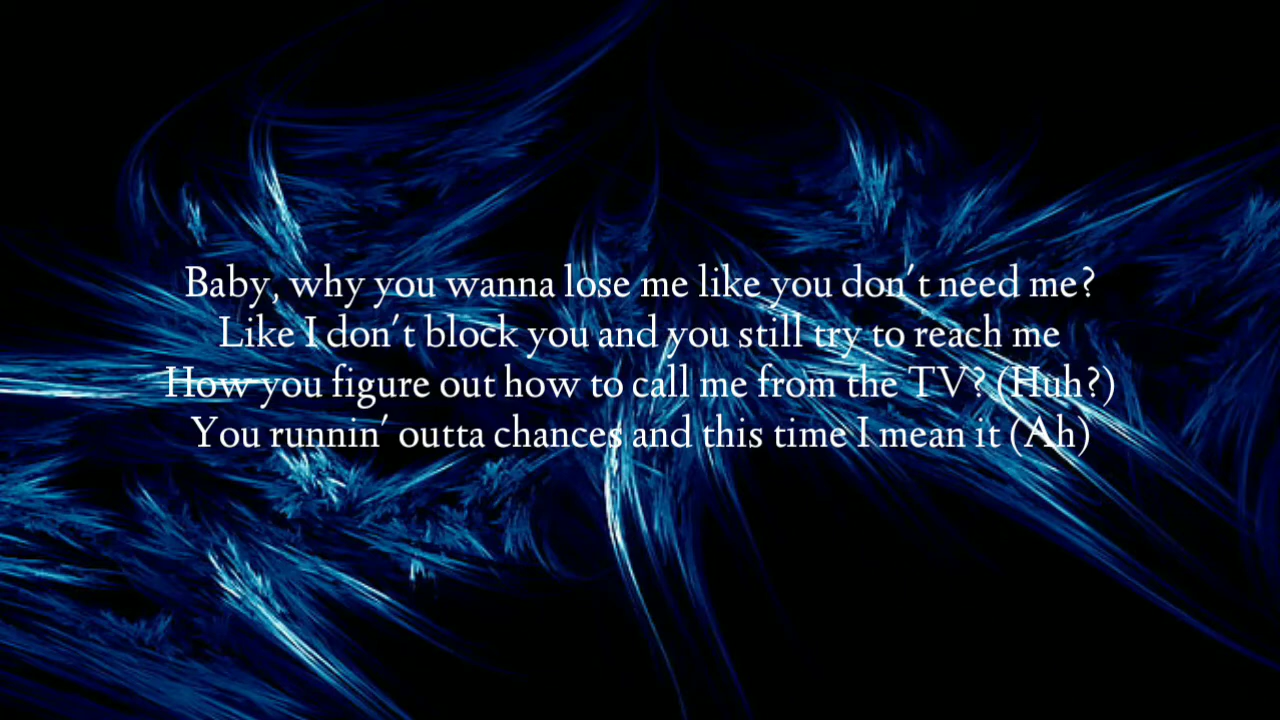 Baby, why you wanna lose me like you don't need me?
Like I don't block you and you still try to reach me
How you figure out how to call me from the TV? (Huh?)
You runnin' outta chances and this time I mean it (Ah)